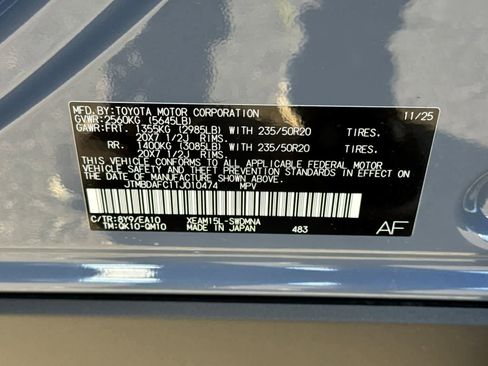 MFD.BY:TOYOTA MOTOR CORPORATION 11/25
GVWR:2560KG (5645LB)
GAWR:FRT. 1355KG (2985LB) WITH 235/50R20 TIRES.
20X7 1/2J RIMS.
RR. 1400KG (3085LB) WITH 235/50R20 TIRES.
20X7 1/2J RIMS.
THIS VEHICLE CONFORMS TO ALL APPLICABLE FEDERAL MOTOR
VEHICLE SAFETY AND BUMPER STANDARDS IN EFFECT ON THE
DATE OF MANUFACTURE SHOWN ABOVE.
JTMBDAFC1TJ010474 MPV
C/TR:8Y9/EA10 XEAM15L-SWDMNA
TM:QK10-QM10 MADE IN JAPAN 483 AF